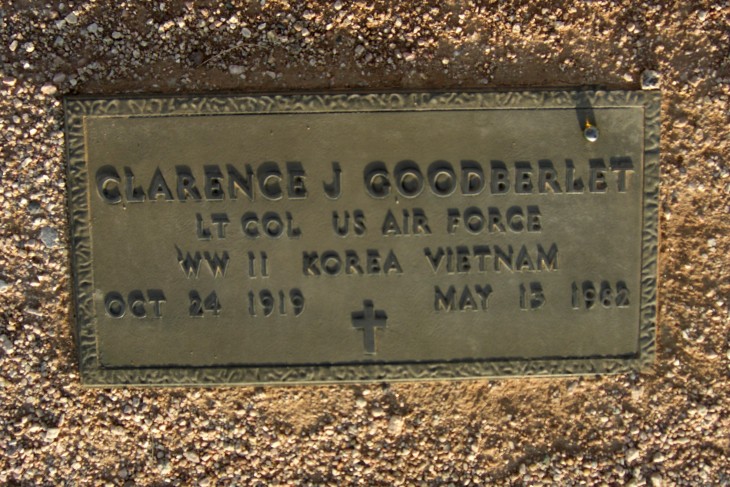 CLARENCE J GOODBERLET
LT COL US AIR FORCE
WW II KOREA VIETNAM
OCT 24 1919 MAY 13 1982